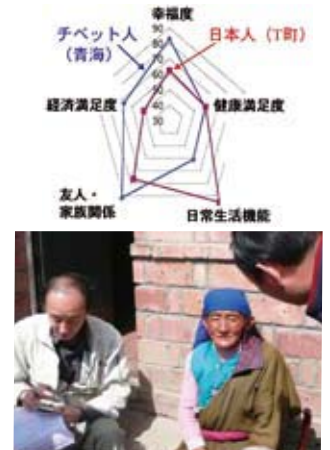 幸福度
チベット人
（青海）
日本人（T町）
90
80
70
60
50
40
30
経済満足度
健康満足度
友人・
家族関係
日常生活機能